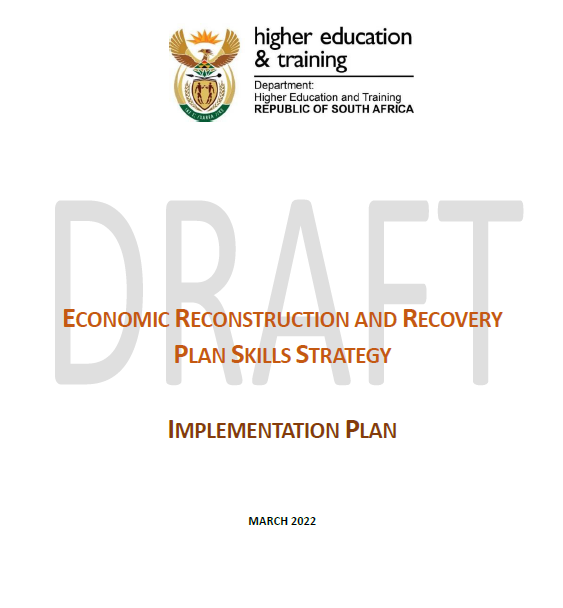 higher education
& training
Department:
Higher Education and Training
REPUBLIC OF SOUTH AFRICA
DRAFT
ECONOMIC RECONSTRUCTION AND RECOVERY
PLAN SKILLS STRATEGY
IMPLEMENTATION PLAN
MARCH 2022